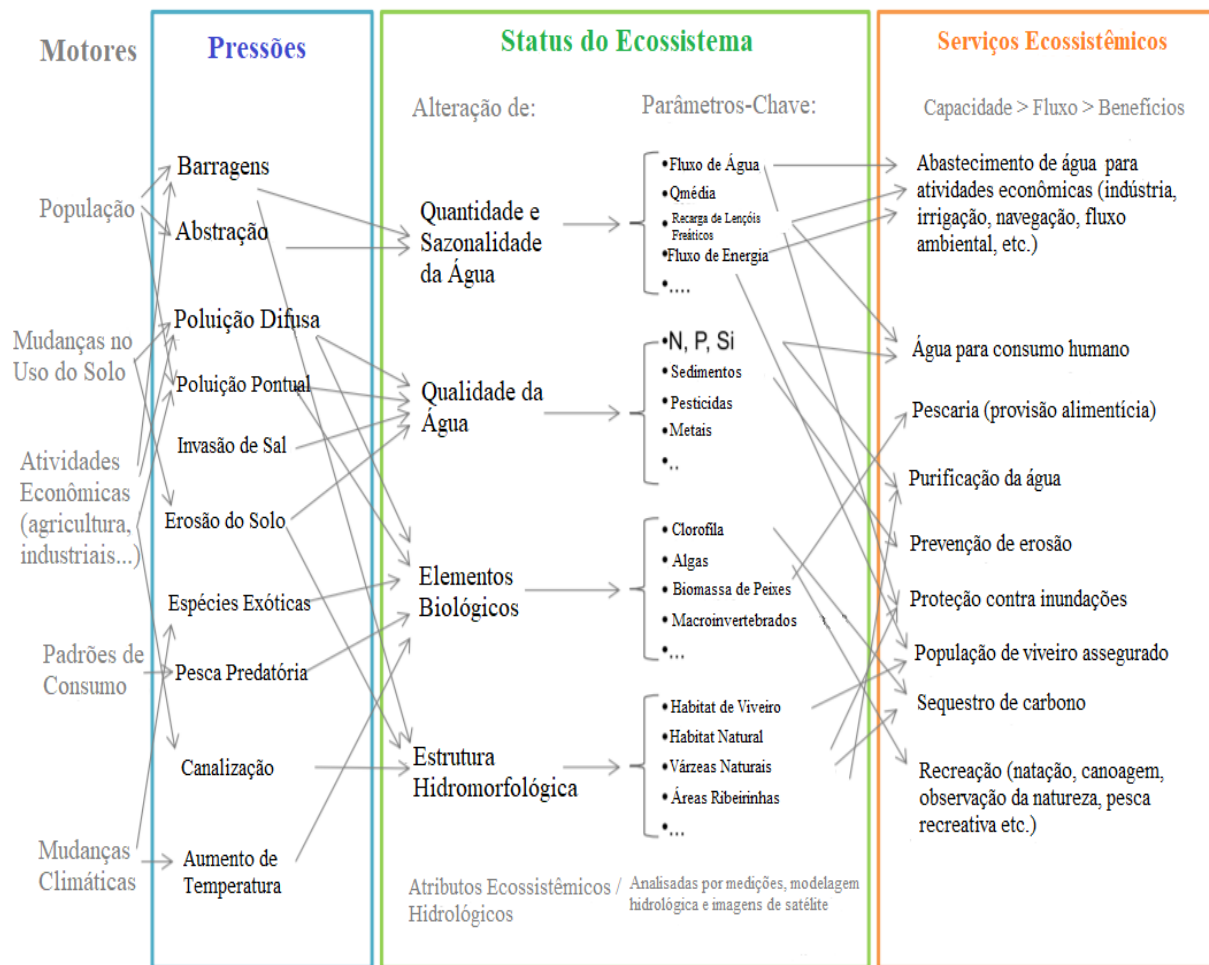 Motores
População
Mudanças no
Uso do Solo
Atividades
Econômicas
(agricultura,
industriais...)
Padrões de
Consumo
Mudanças
Climáticas
Pressões
Barragens
Abstração
Poluição Difusa
Poluição Pontual
Invasão de Sal
Erosão do Solo
Espécies Exóticas
Pesca Predatória
Canalização
Aumento de
Temperatura
Status do Ecossistema
Alteração de:
Quantidade e
Sazonalidade
da Água
Qualidade da
Água
Elementos
Biológicos
Estrutura
Hidromorfológica
Atributos Ecossistêmicos /
Hidrológicos
Parâmetros-Chave:
•Fluxo de Água
•Qmédia
•Recarga de Lençóis
Freáticos
•Fluxo de Energia
•....
•N, P, Si
•Sedimentos
•Pesticidas
•Metais
•..
•Clorofila
•Algas
•Biomassa de Peixes
•Macroinvertebrados
•...
•Habitat de Viveiro
•Habitat Natural
•Várzeas Naturais
•Áreas Ribeirinhas
•...
Analisadas por medições, modelagem
hidrológica e imagens de satélite
Serviços Ecossistêmicos
Capacidade > Fluxo > Benefícios
Abastecimento de água para
atividades econômicas (indústria,
irrigação, navegação, fluxo
ambiental, etc.)
Água para consumo humano
Pescaria (provisão alimentícia)
Purificação da água
Prevenção de erosão
Proteção contra inundações
População de viveiro assegurado
Sequestro de carbono
Recreação (natação, canoagem,
observação da natureza, pesca
recreativa etc.)